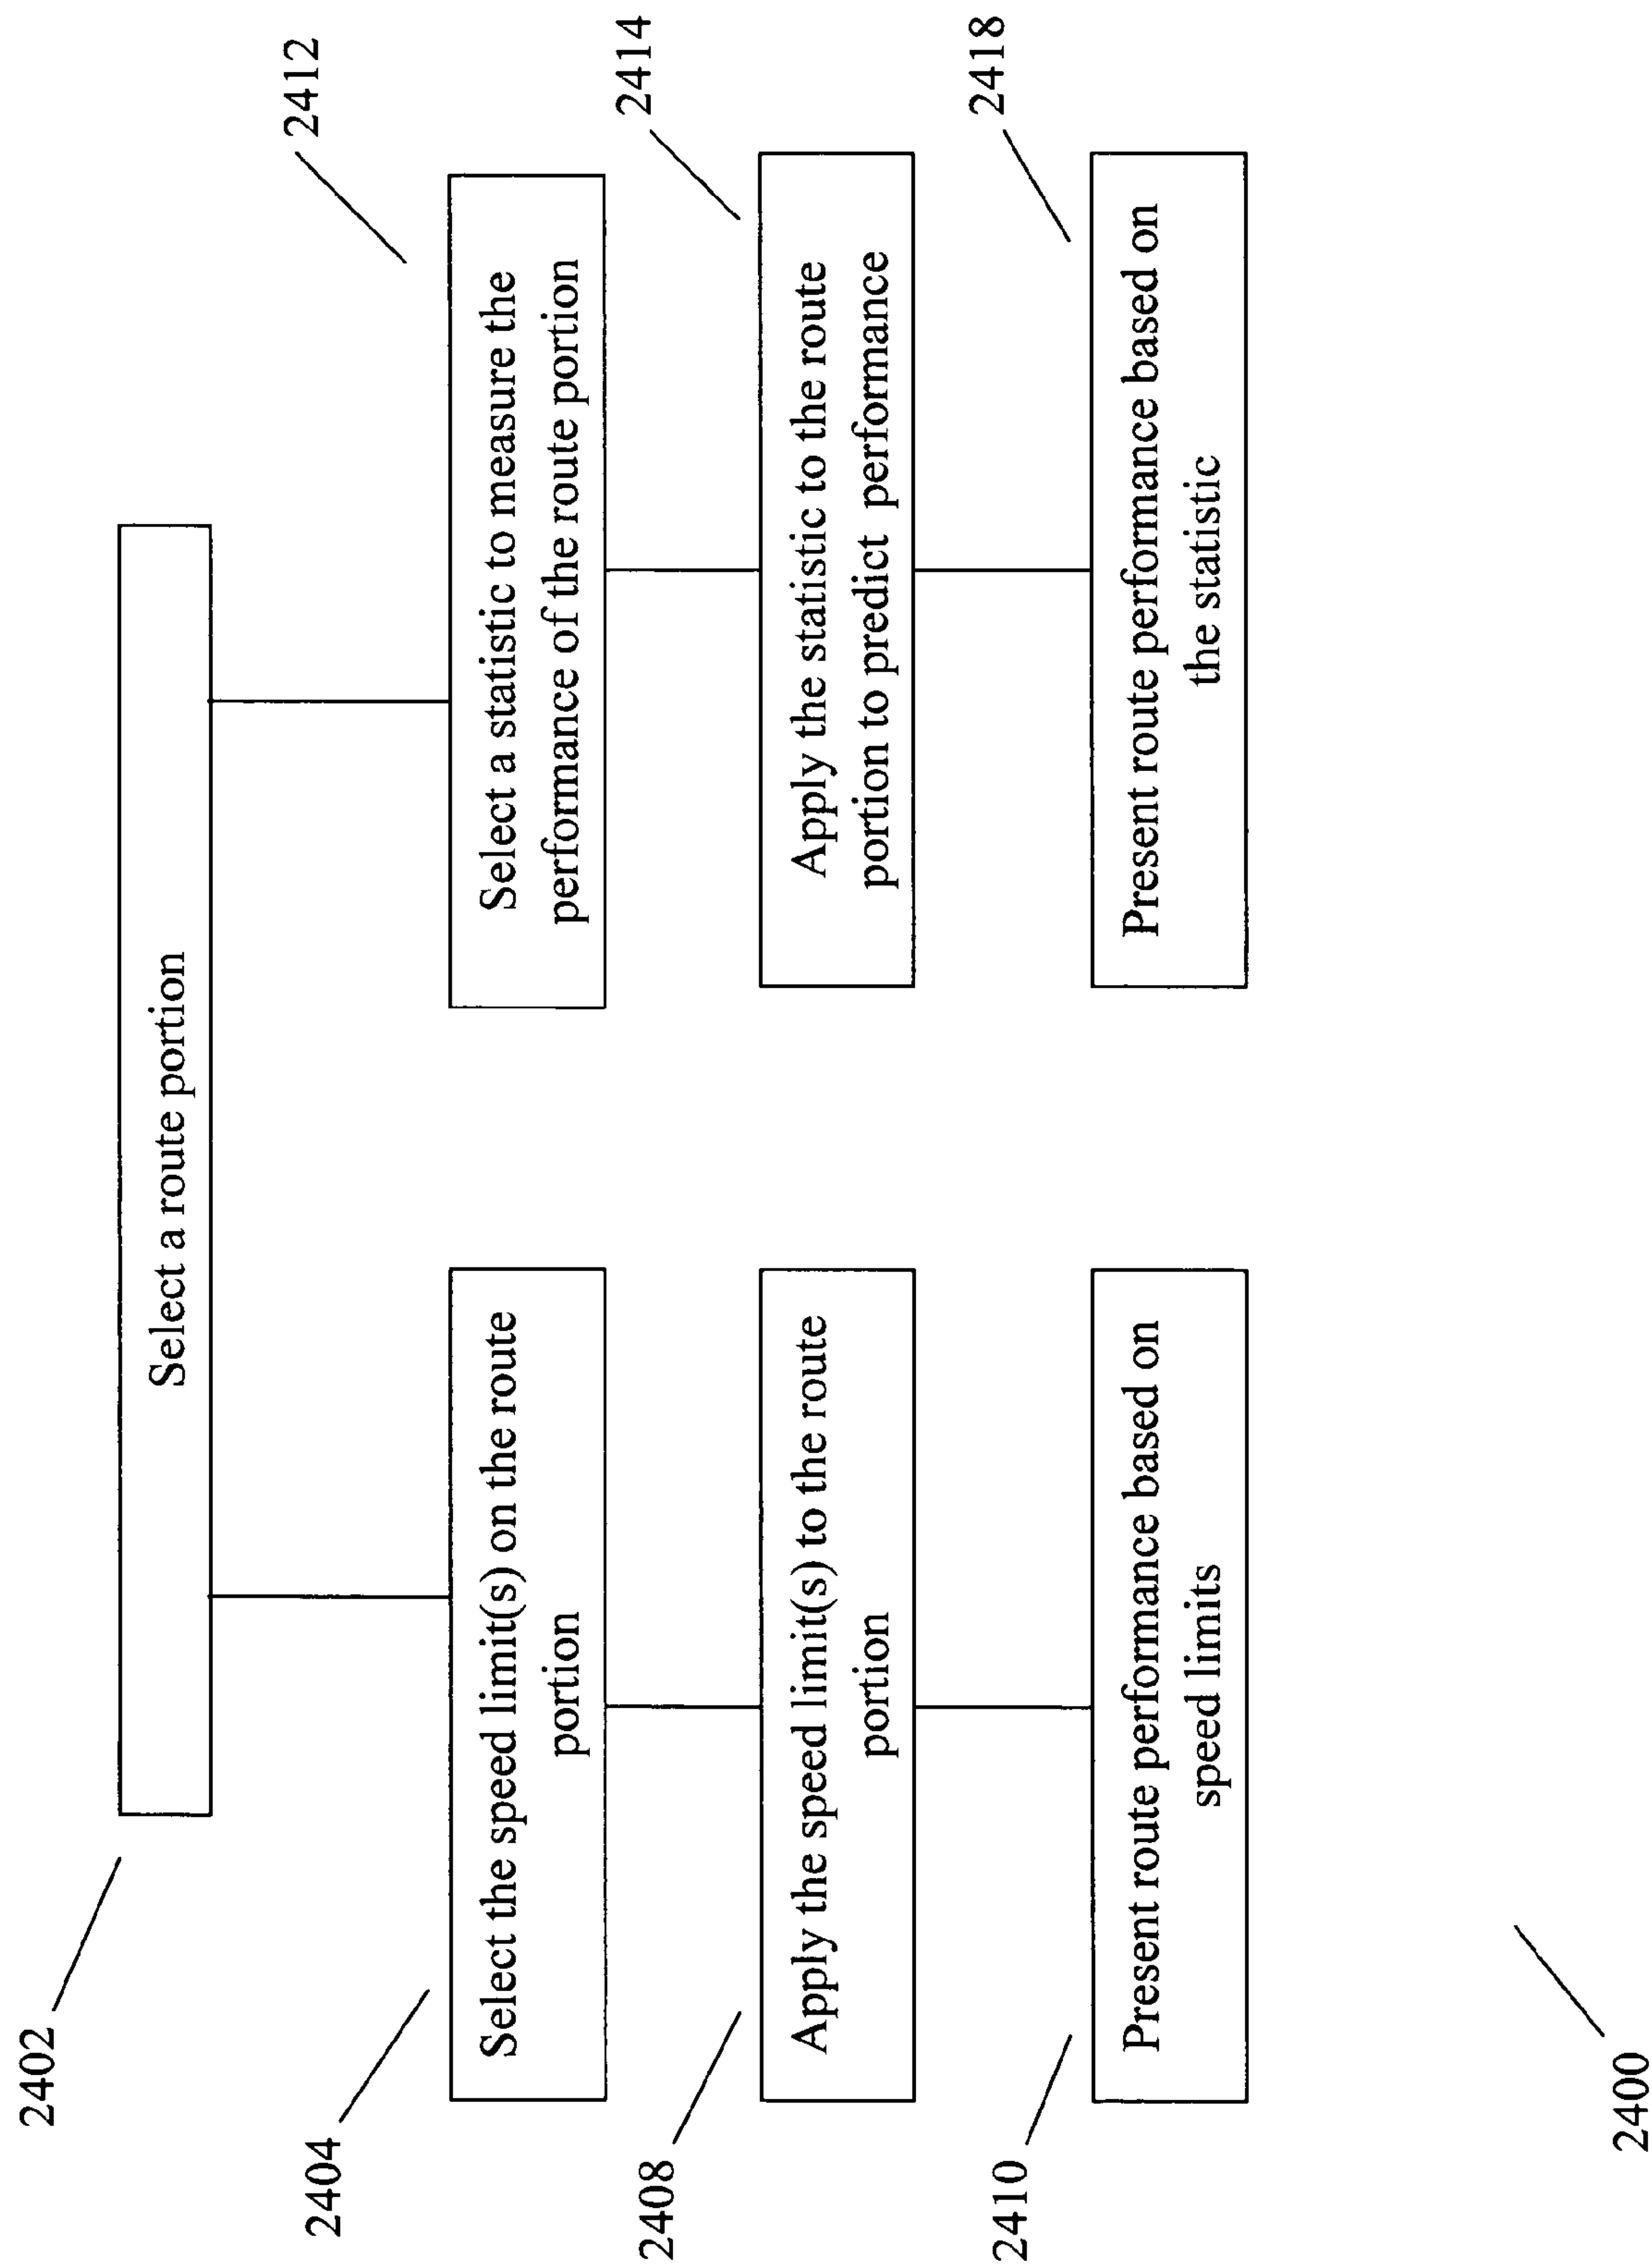 2402
Select a route portion
2404
Select the speed limit(s) on the route
portion
2408
Apply the speed limit(s) to the route
portion
2410
Present route performance based on
speed limits
2412
Select a statistic to measure the
performance of the route portion
2414
Apply the statistic to the route
portion to predict performance
2418
Present route performance based on
the statistic
2400